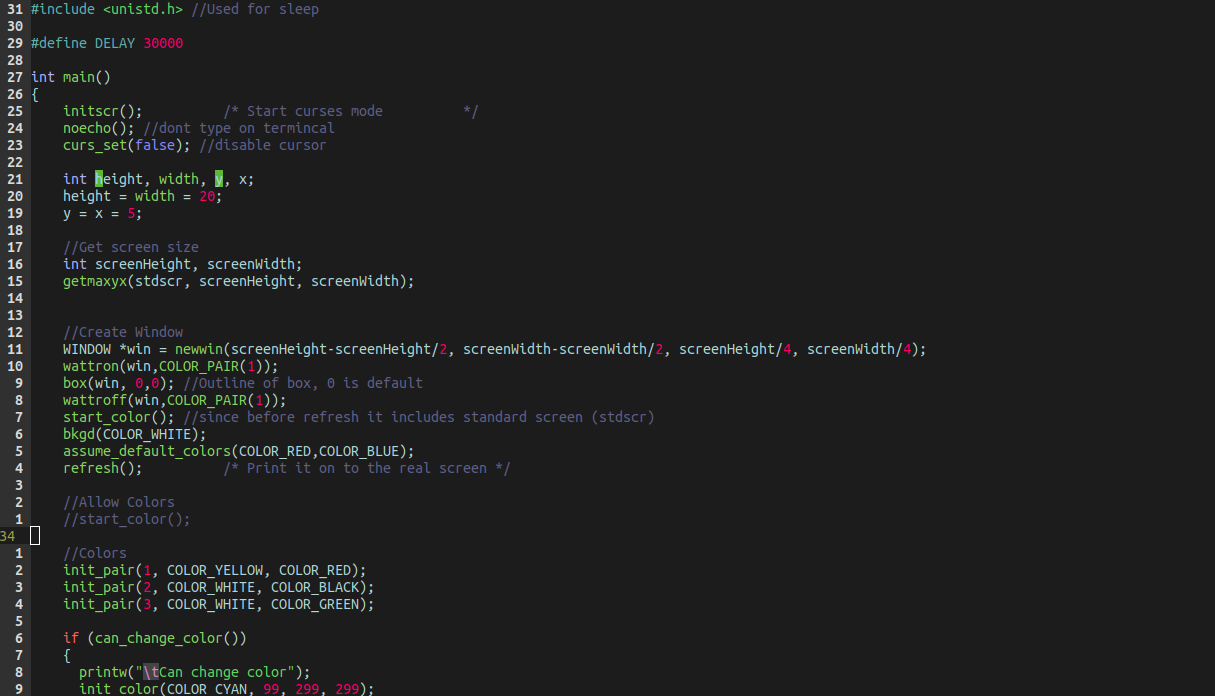 31 #include <unistd.h> //Used for sleep
30
29 #define DELAY 30000
28
27 int main()
26 {
25     initscr();          /* Start curses mode          */
24     noecho(); //dont type on termincal
23     curs_set(false); //disable cursor
22
21     int height, width, y, x;
20     height = width = 20;
19     y = x = 5;
18
17     //Get screen size
16     int screenHeight, screenWidth;
15     getmaxyx(stdscr, screenHeight, screenWidth);
14
13
12     //Create Window
11     WINDOW *win = newwin(screenHeight-screenHeight/2, screenWidth-screenWidth/2, screenHeight/4, screenWidth/4);
10     wattron(win,COLOR_PAIR(1));
9     box(win, 0,0); //Outline of box, 0 is default
8     wattroff(win,COLOR_PAIR(1));
7     start_color(); //since before refresh it includes standard screen (stdscr)
6     bkgd(COLOR_WHITE);
5     assume_default_colors(COLOR_RED,COLOR_BLUE);
4     refresh();          /* Print it on to the real screen */
3
2     //Allow Colors
1     //start_color();
34
1     //Colors
2     init_pair(1, COLOR_YELLOW, COLOR_RED);
3     init_pair(2, COLOR_WHITE, COLOR_BLACK);
4     init_pair(3, COLOR_WHITE, COLOR_GREEN);
5
6     if (can_change_color())
7     {
8       printw("\tCan change color");
9       init_color(COLOR_CYAN, 99, 299, 299);